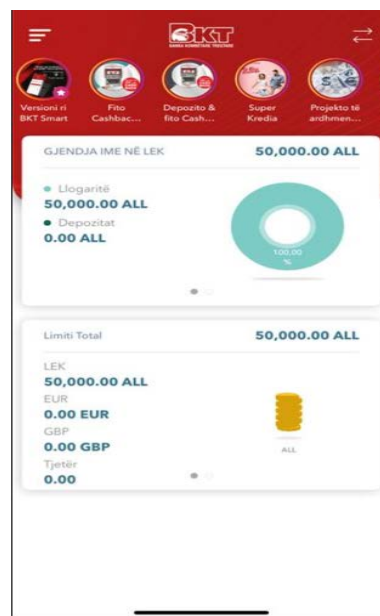 BKT
BANKA KOMBËTARE TREGTARE
Versioni ri
BKT Smart
Fito
Cashbac...
Depozito &
fito Cash...
Super
Kredia
Projekto të
ardhmen...
GJENDJA IME NË LEK
50,000.00 ALL
Llogaritë
50,000.00 ALL
Depozitat
0.00 ALL
100,00
%
Limiti Total
50,000.00 ALL
LEK
50,000.00 ALL
EUR
0.00 EUR
GBP
0.00 GBP
Tjetër
0.00
ALL